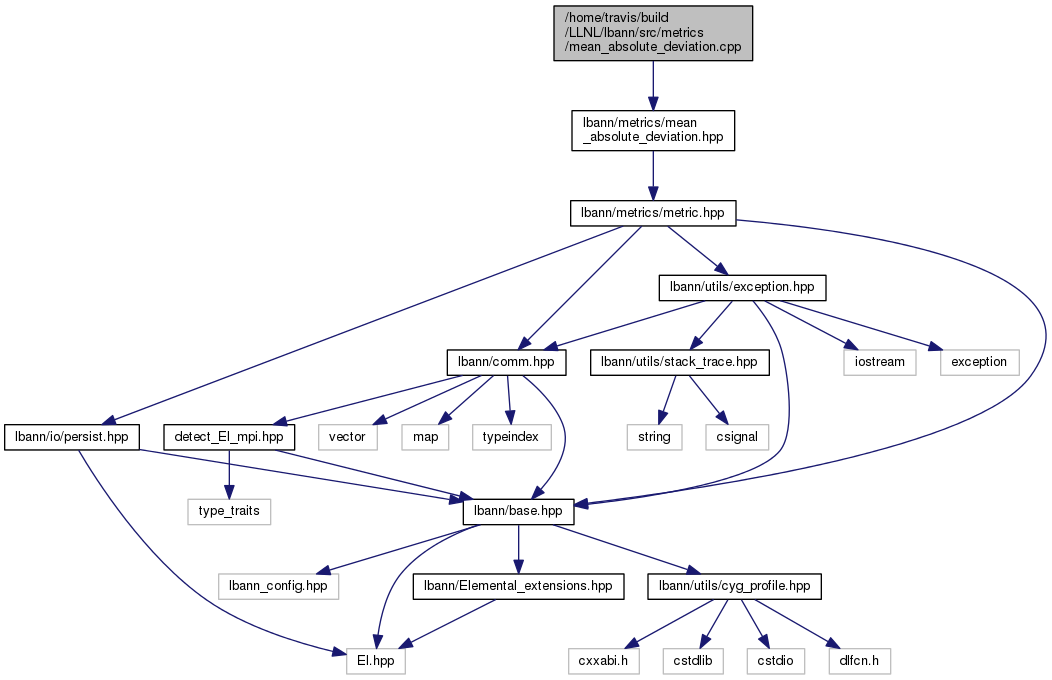 /home/travis/build
/LLNL/lbann/src/metrics
/mean_absolute_deviation.cpp
lbann/metrics/mean
_absolute_deviation.hpp
lbann/metrics/metric.hpp
lbann/utils/exception.hpp
lbann/comm.hpp
lbann/utils/stack_trace.hpp
iostream
exception
lbann/io/persist.hpp
detect_El_mpi.hpp
vector
map
typeindex
string
csignal
type_traits
lbann/base.hpp
lbann_config.hpp
lbann/Elemental_extensions.hpp
lbann/utils/cyg_profile.hpp
El.hpp
cxxabi.h
cstdlib
cstdio
dlfcn.h